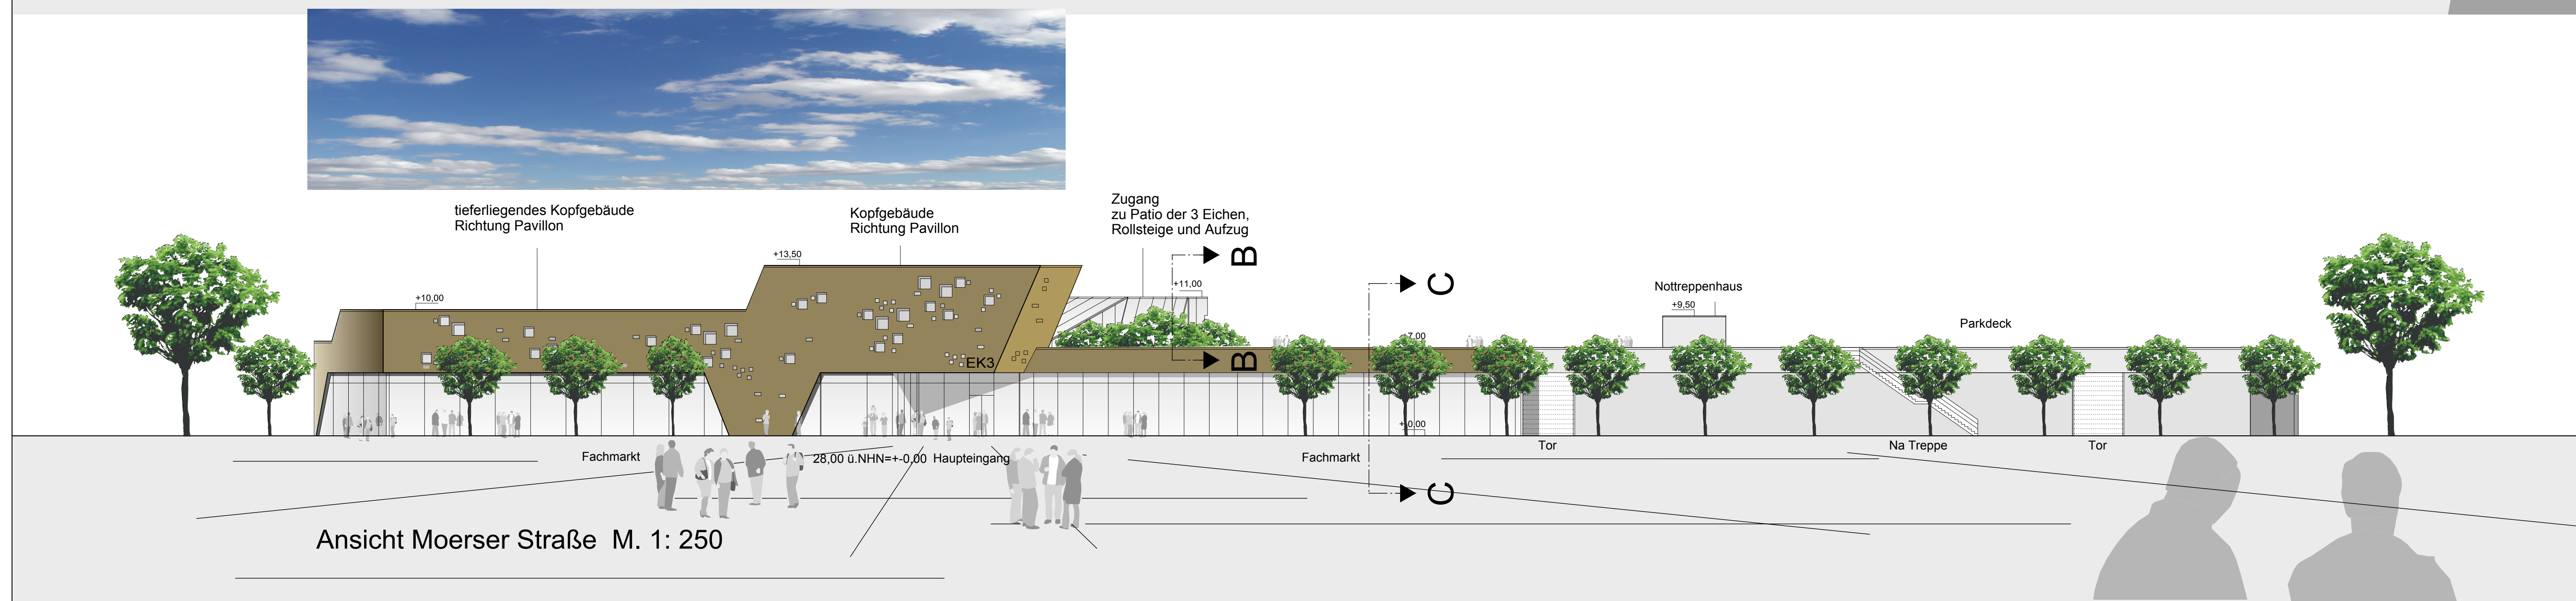 tieferliegendes Kopfgebäude
Richtung Pavillon
Kopfgebäude
Richtung Pavillon
Zugang
zu Patio der 3 Eichen,
Rollsteige und Aufzug
B
C
+13,50
+10,00
+11,00
Nottreppenhaus
+9,50
Parkdeck
+7,00
EK3
B
+-0,00
Fachmarkt
28,00 ü.NHN=+-0,00
Haupteingang
Fachmarkt
Tor
Na Treppe
Tor
C
Ansicht Moerser Straße M. 1: 250